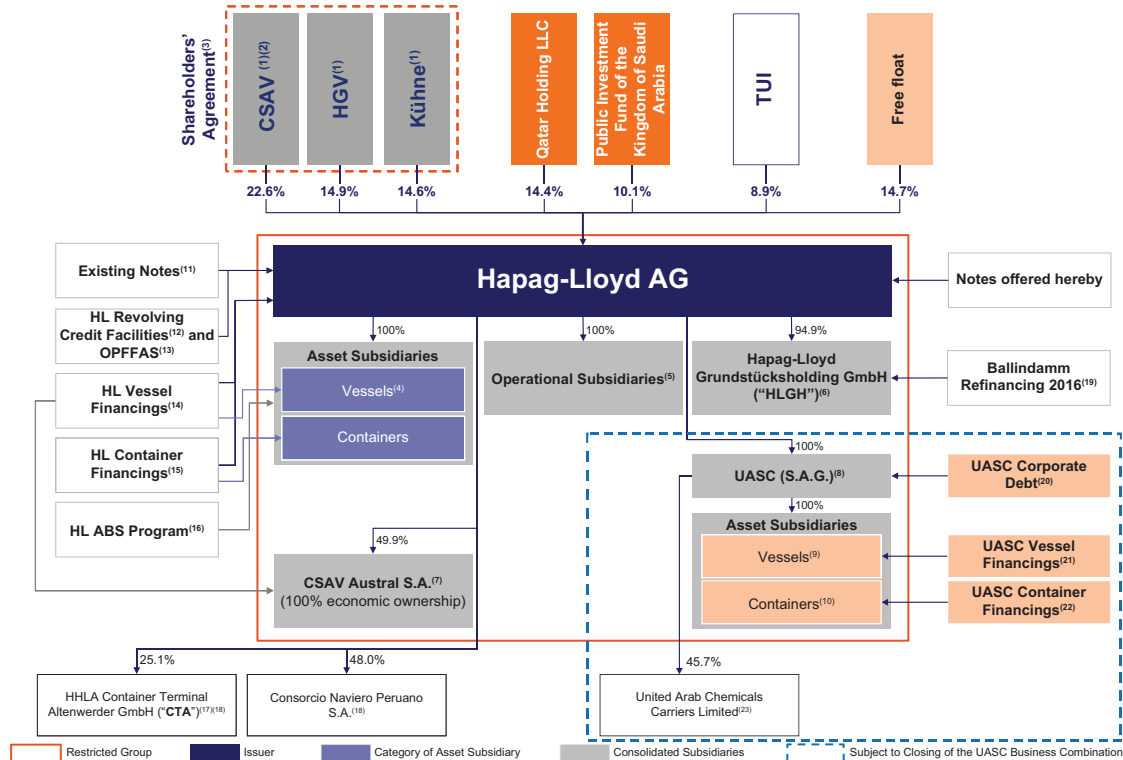 Shareholders'
Agreement(3)
CSAV (1)(2)
HGV(1)
Kühne(1)
Qatar Holding LLC
Public Investment
Fund of the
Kingdom of Saudi
Arabia
TUI
Free float
22.6%
14.9%
14.6%
14.4%
10.1%
8.9%
14.7%
Existing Notes(11)
Hapag-Lloyd AG
Notes offered hereby
HL Revolving
Credit Facilities(12) and
OPFFAS(13)
100%
100%
94.9%
Asset Subsidiaries
Vessels(4)
Containers
Operational Subsidiaries(5)
Hapag-Lloyd
Grundstücksholding GmbH
("HLGH")(6)
Ballindamm
Refinancing 2016(19)
HL Vessel
Financings(14)
HL Container
Financings(15)
HL ABS Program(16)
100%
UASC (S.A.G.)(8)
UASC Corporate
Debt(20)
100%
Asset Subsidiaries
Vessels(9)
Containers(10)
UASC Vessel
Financings(21)
UASC Container
Financings(22)
49.9%
CSAV Austral S.A.(7)
(100% economic ownership)
25.1%
48.0%
45.7%
HHLA Container Terminal
Altenwerder GmbH ("CTA")(17)(18)
Consorcio Naviero Peruano
S.A.(18)
United Arab Chemicals
Carriers Limited(23)
Restricted Group
Issuer
Category of Asset Subsidiary
Consolidated Subsidiaries
Subject to Closing of the UASC Business Combination